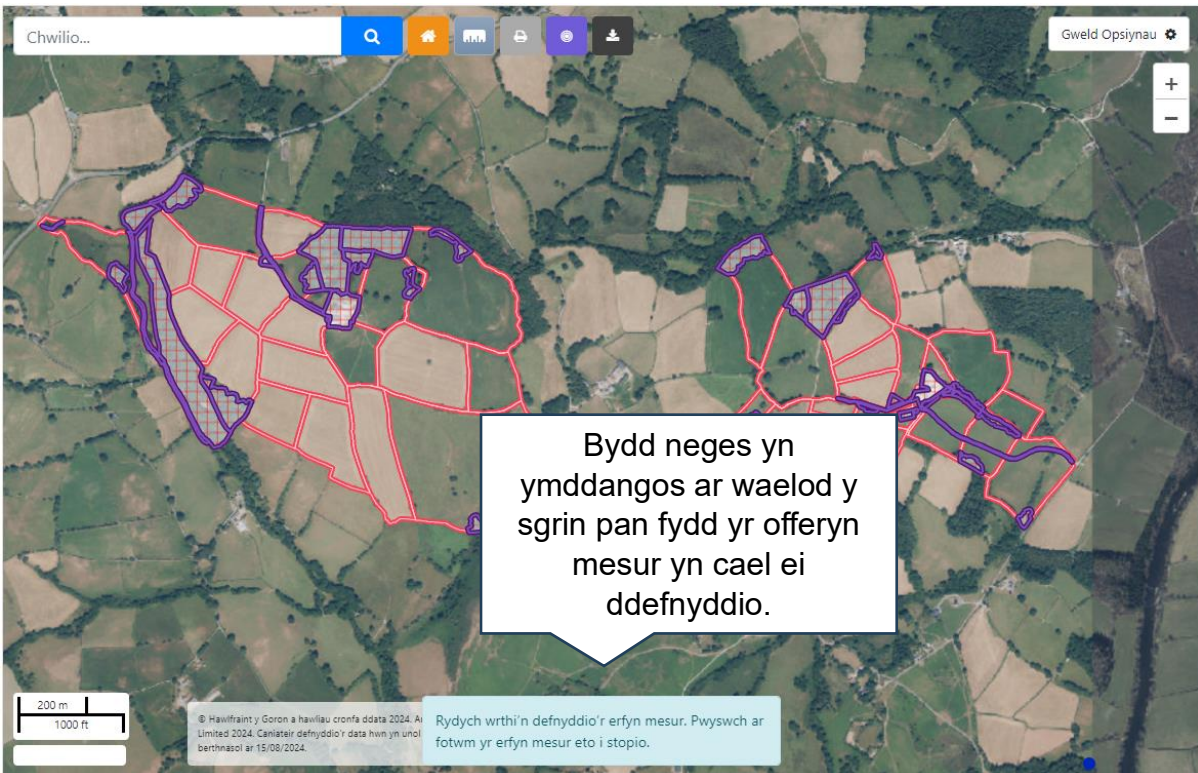 Chwilio...
Gweld Opsiynau
+
−
Bydd neges yn
ymddangos ar waelod y
sgrin pan fydd yr offeryn
mesur yn cael ei
ddefnyddio.
200 m
1000 ft
© Hawlfraint y Goron a hawliau cronfa ddata 2024.
Limited 2024. Caniateir defnyddio'r data hwn yn unol
berthnasol ar 15/08/2024.
Rydych wrthi'n defnyddio'r erfyn mesur. Pwyswch ar
fotwm yr erfyn mesur eto i stopio.